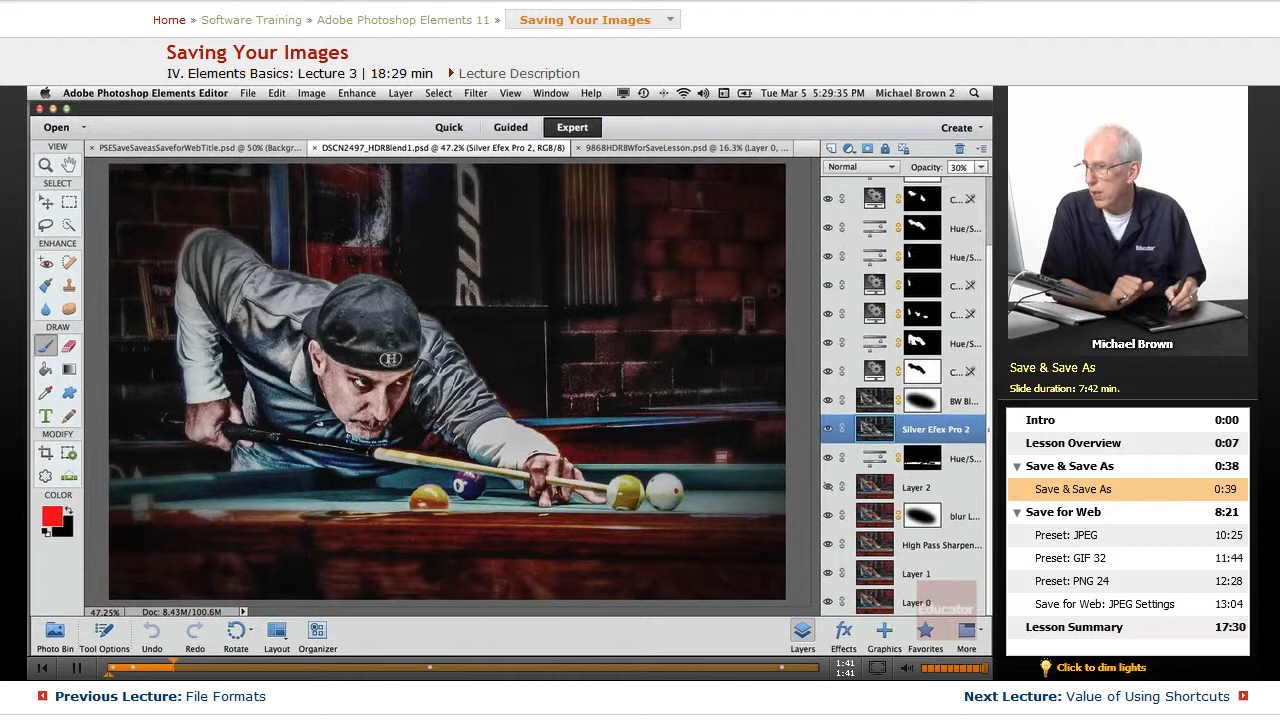 Home » Software Training » Adobe Photoshop Elements 11 » Saving Your Images
Saving Your Images
IV. Elements Basics: Lecture 3 | 18:29 min Lecture Description
Adobe Photoshop Elements Editor File Edit Image Enhance Layer Select Filter View Window Help Tue Mar 5 5:29:35 PM Michael Brown 2
Open Quick Guided Expert Create
VIEW
PSESaveSaveasSaveforWebTitle.psd @ 50% (Backgr... DSCN2497_HDRBlend1.psd @ 47.2% (Silver Efex Pro 2, RGB/8) 9868HDRBWforSaveLesson.psd @ 16.3% (Layer 0, ...
Normal Opacity: 30%
SELECT
ENHANCE
DRAW
MODIFY
COLOR
BUD
H
C...
Hue/S...
Hue/S...
C...
C...
Hue/S...
C...
BW Bl...
Silver Efex Pro 2
Hue/S...
Layer 2
blur L...
High Pass Sharpen...
Layer 1
Layer 0
Educator
47.25% Doc: 8.43M/100.6M
Photo Bin Tool Options Undo Redo Rotate Layout Organizer Layers Effects Graphics Favorites More
1:41
1:41
Educator
Michael Brown
Save & Save As
Slide duration: 7:42 min.
Intro 0:00
Lesson Overview 0:07
Save & Save As 0:38
Save & Save As 0:39
Save for Web 8:21
Preset: JPEG 10:25
Preset: GIF 32 11:44
Preset: PNG 24 12:28
Save for Web: JPEG Settings 13:04
Lesson Summary 17:30
Click to dim lights
Previous Lecture: File Formats
Next Lecture: Value of Using Shortcuts